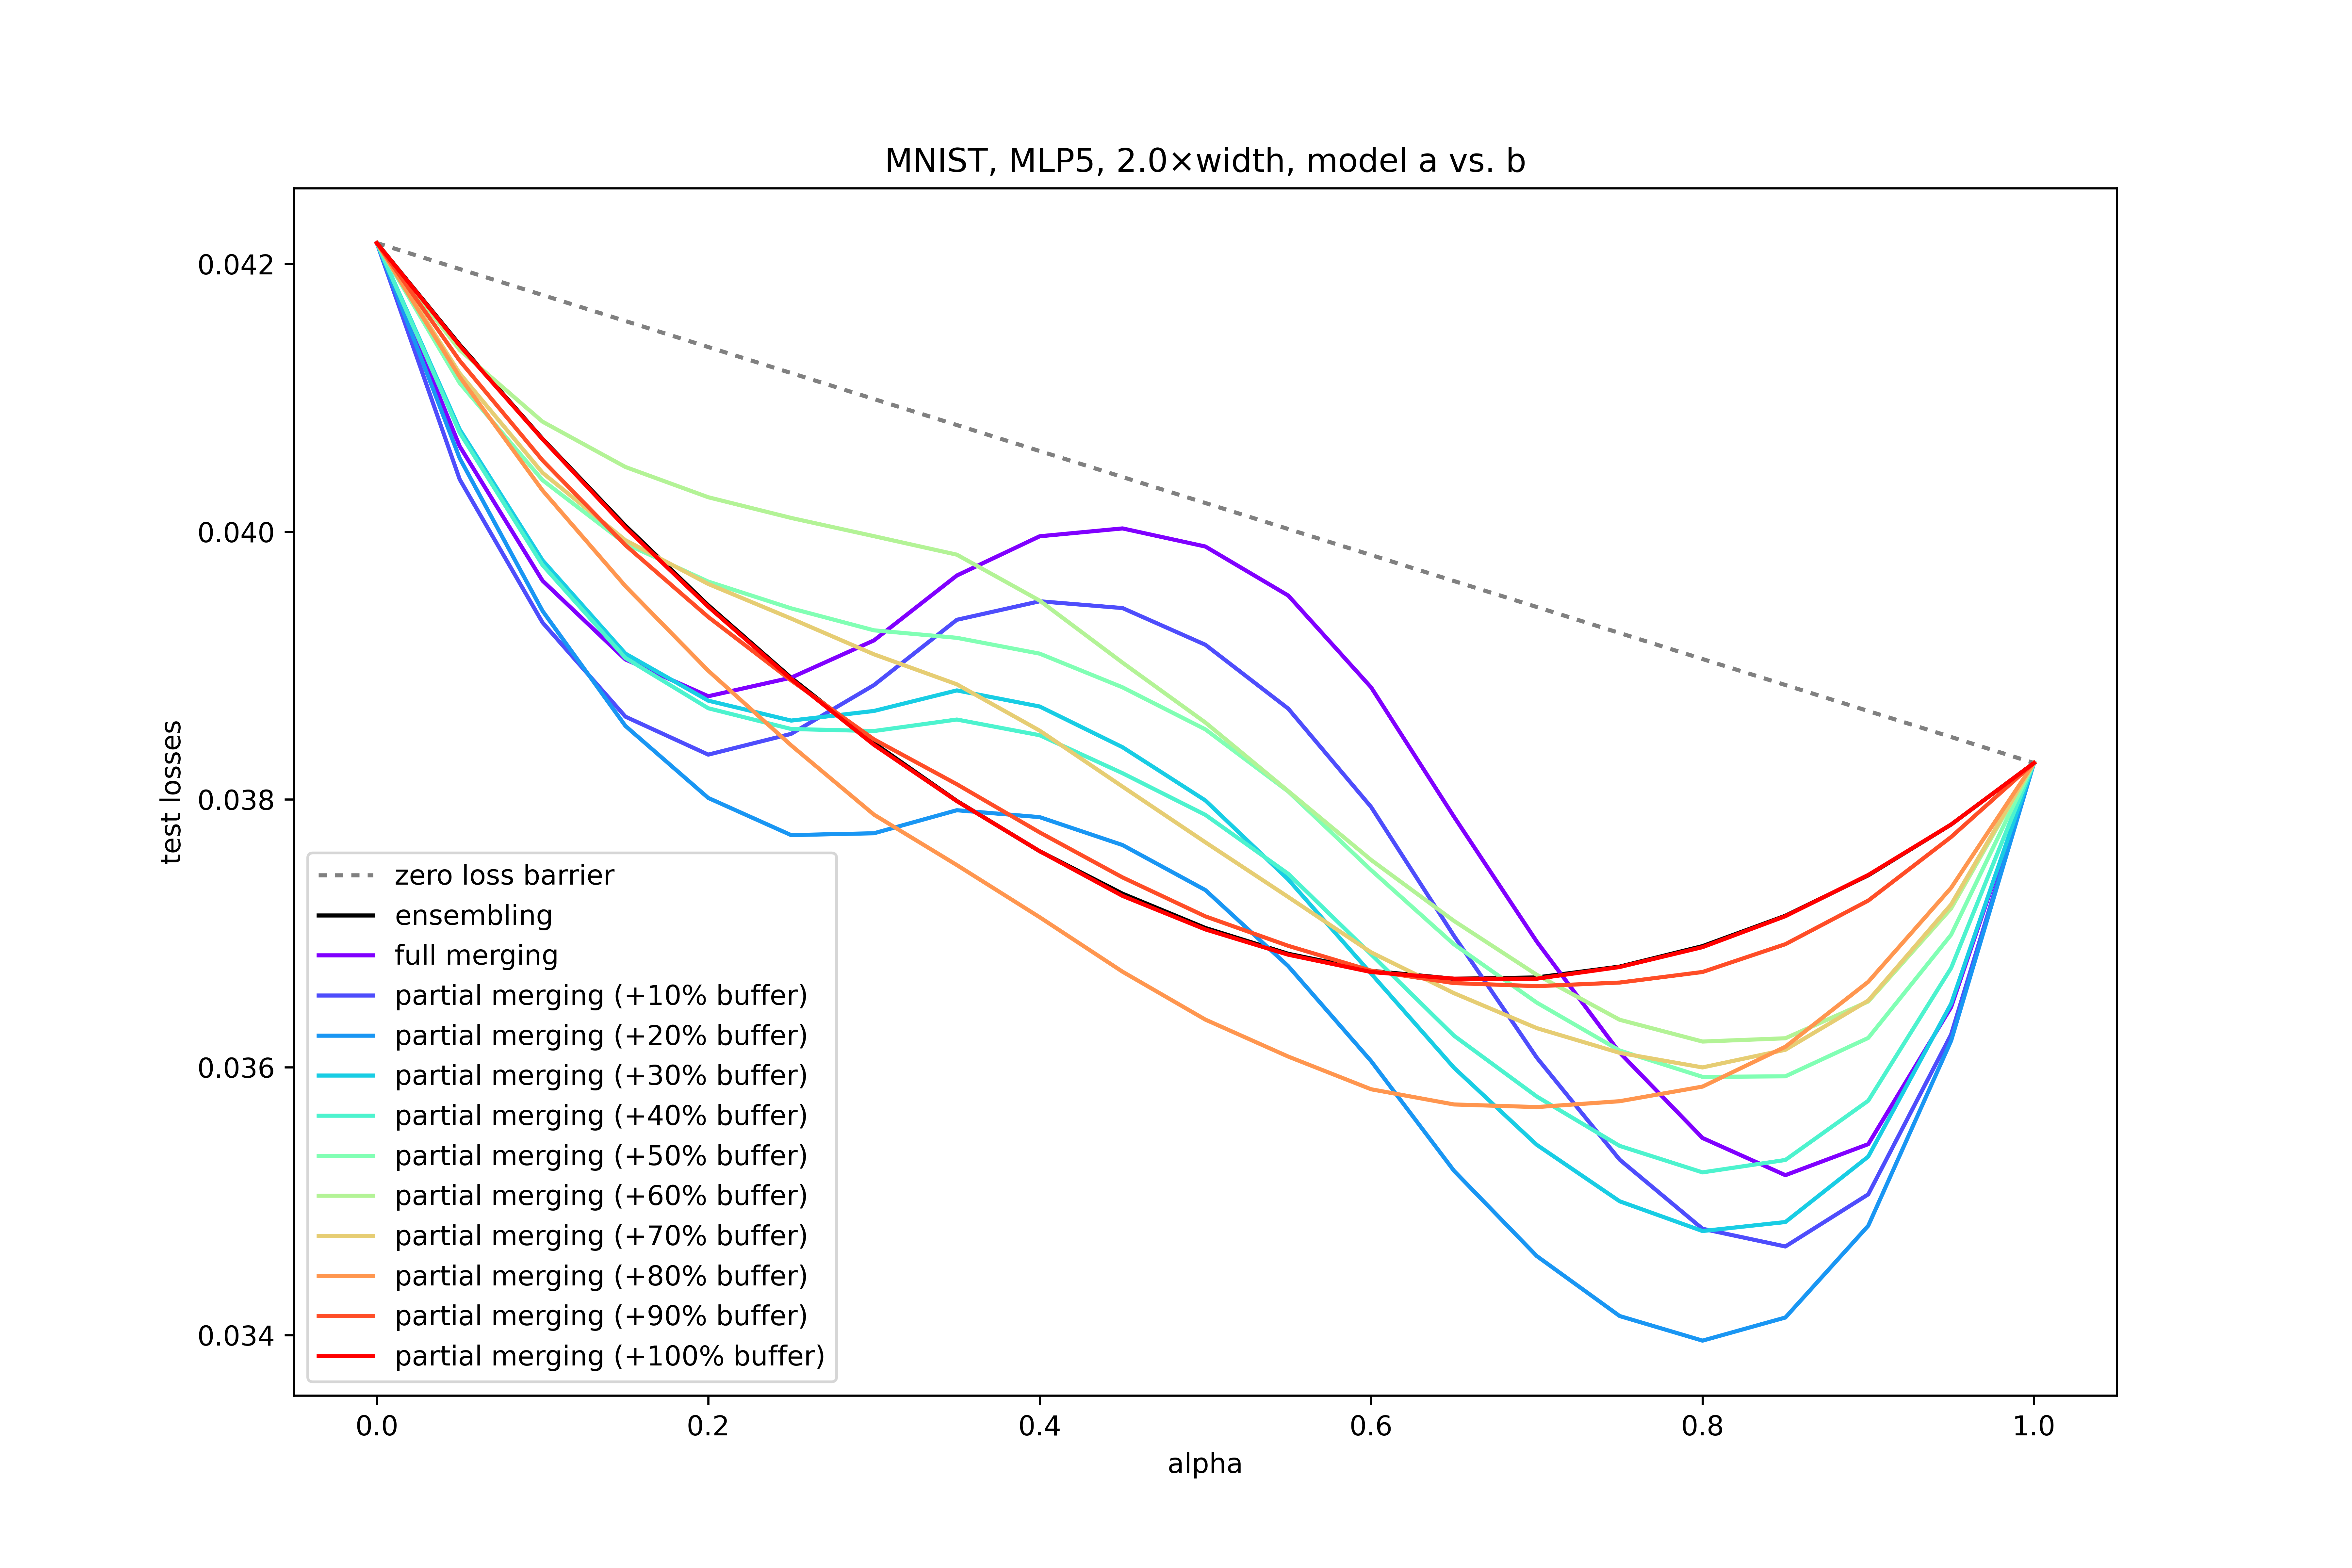 MNIST, MLP5, 2.0×width, model a vs. b
test losses
0.042
0.040
0.038
0.036
0.034
zero loss barrier
ensembling
full merging
partial merging (+10% buffer)
partial merging (+20% buffer)
partial merging (+30% buffer)
partial merging (+40% buffer)
partial merging (+50% buffer)
partial merging (+60% buffer)
partial merging (+70% buffer)
partial merging (+80% buffer)
partial merging (+90% buffer)
partial merging (+100% buffer)
0.0 0.2 0.4 0.6 0.8 1.0
alpha